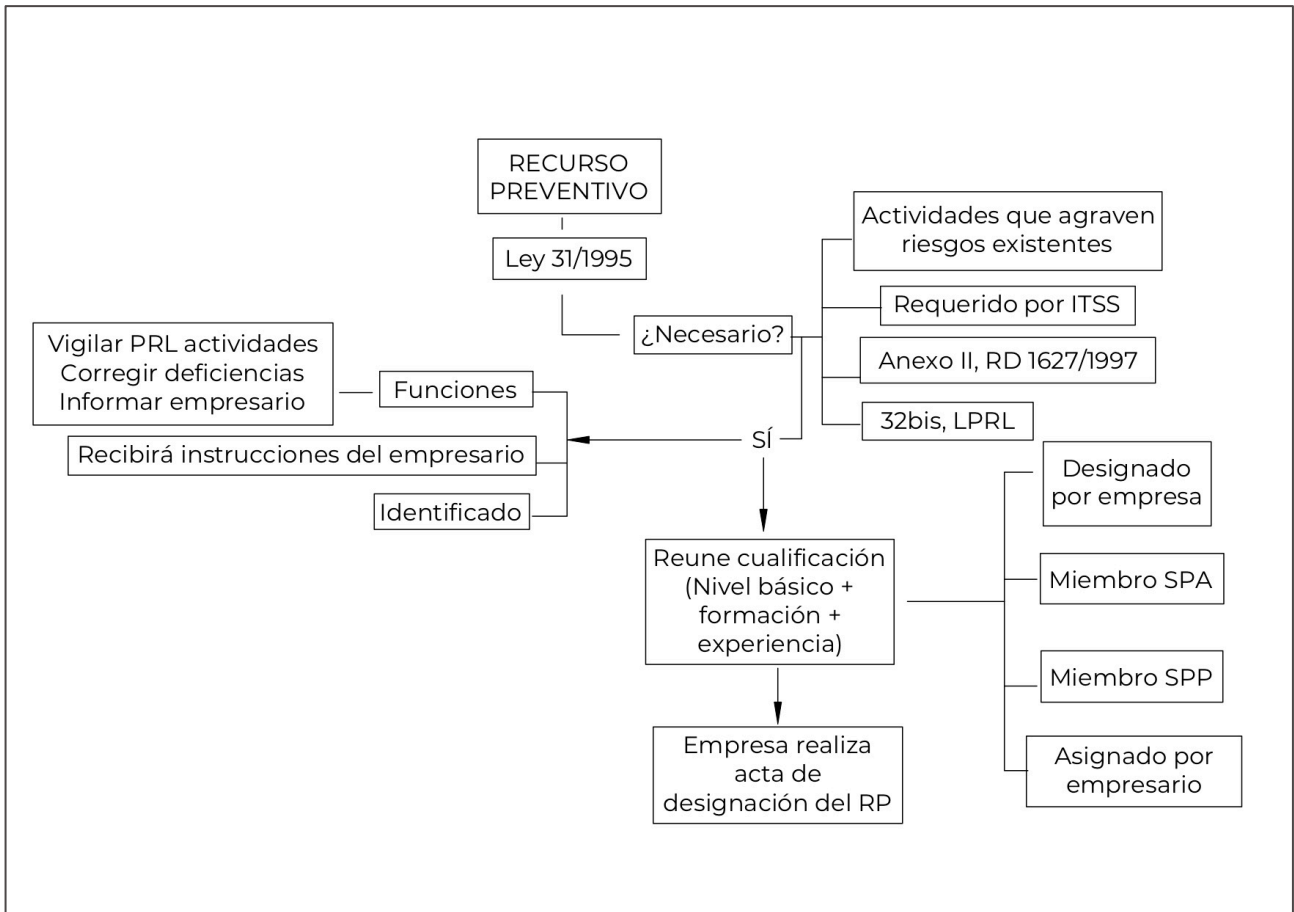 RECURSO
PREVENTIVO
Ley 31/1995
¿Necesario?
Actividades que agraven
riesgos existentes
Requerido por ITSS
Anexo II, RD 1627/1997
32bis, LPRL
SÍ
Vigilar PRL actividades
Corregir deficiencias
Informar empresario
Funciones
Recibirá instrucciones del empresario
Identificado
Reune cualificación
(Nivel básico +
formación +
experiencia)
Designado
por empresa
Miembro SPA
Miembro SPP
Asignado por
empresario
Empresa realiza
acta de
designación del RP